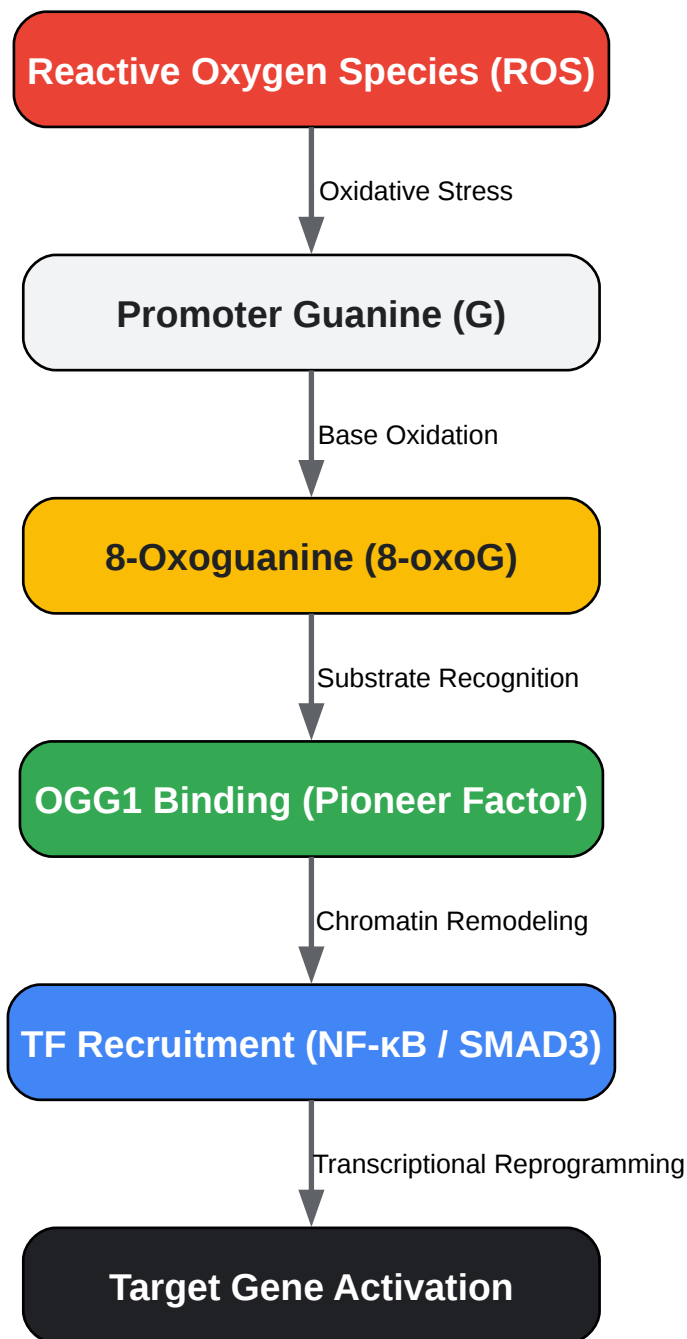 Reactive Oxygen Species (ROS)
Oxidative Stress
Promoter Guanine (G)
Base Oxidation
8-Oxoguanine (8-oxoG)
Substrate Recognition
OGG1 Binding (Pioneer Factor)
Chromatin Remodeling
TF Recruitment (NF-κB / SMAD3)
Transcriptional Reprogramming
Target Gene Activation